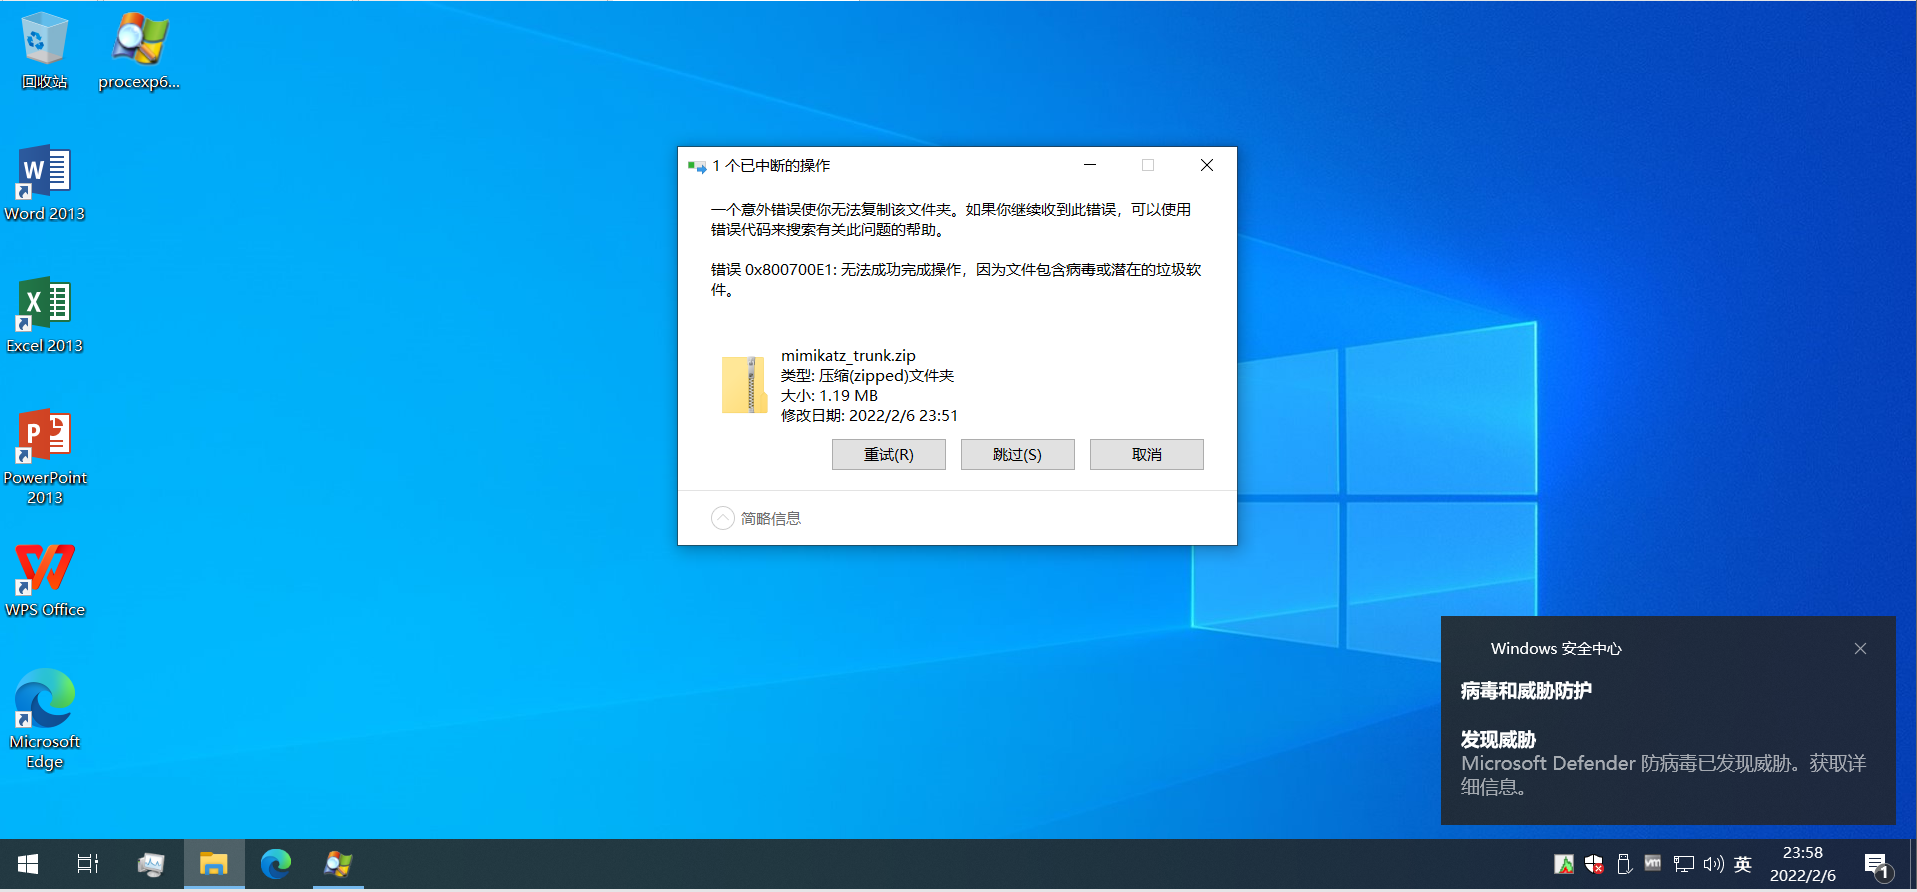 回收站
procexp6...
Word 2013
Excel 2013
PowerPoint
2013
WPS Office
Microsoft
Edge
1 个已中断的操作
一个意外错误使你无法复制该文件夹。如果你继续收到此错误，可以使用
错误代码来搜索有关此问题的帮助。
错误 0x800700E1: 无法成功完成操作，因为文件包含病毒或潜在的垃圾软
件。
mimikatz_trunk.zip
类型: 压缩(zipped)文件夹
大小: 1.19 MB
修改日期: 2022/2/6 23:51
重试(R)
跳过(S)
取消
简略信息
Windows 安全中心
病毒和威胁防护
发现威胁
Microsoft Defender 防病毒已发现威胁。获取详
细信息。
vm
英
23:58
2022/2/6
1